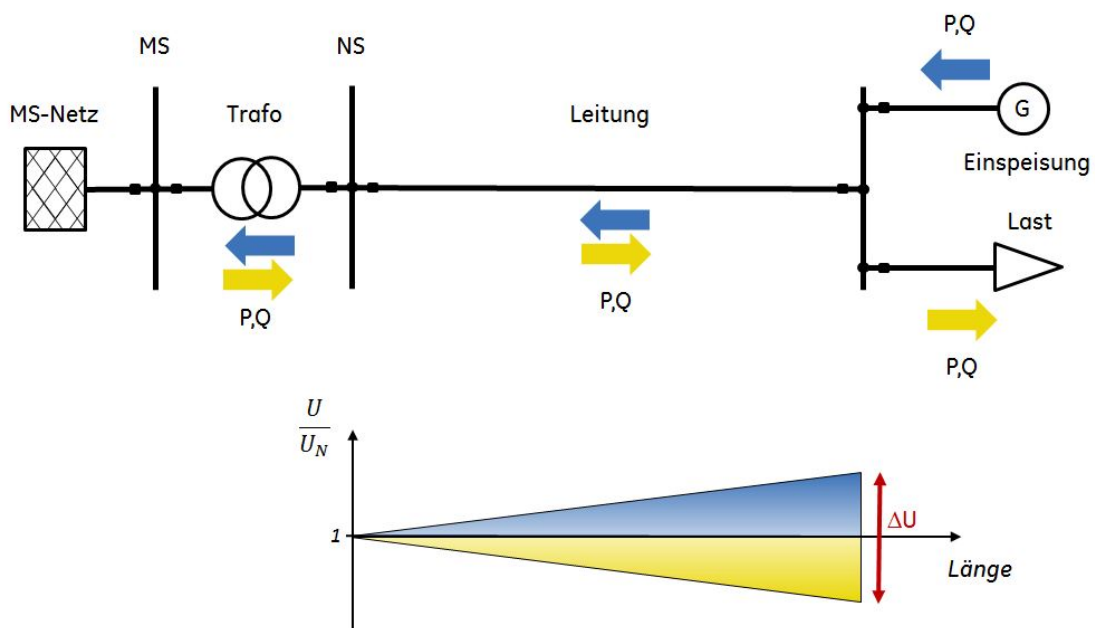 P,Q
MS
NS
MS-Netz
Trafo
Leitung
G
Einspeisung
Last
P,Q
P,Q
P,Q
U
U_N
1
ΔU
Länge